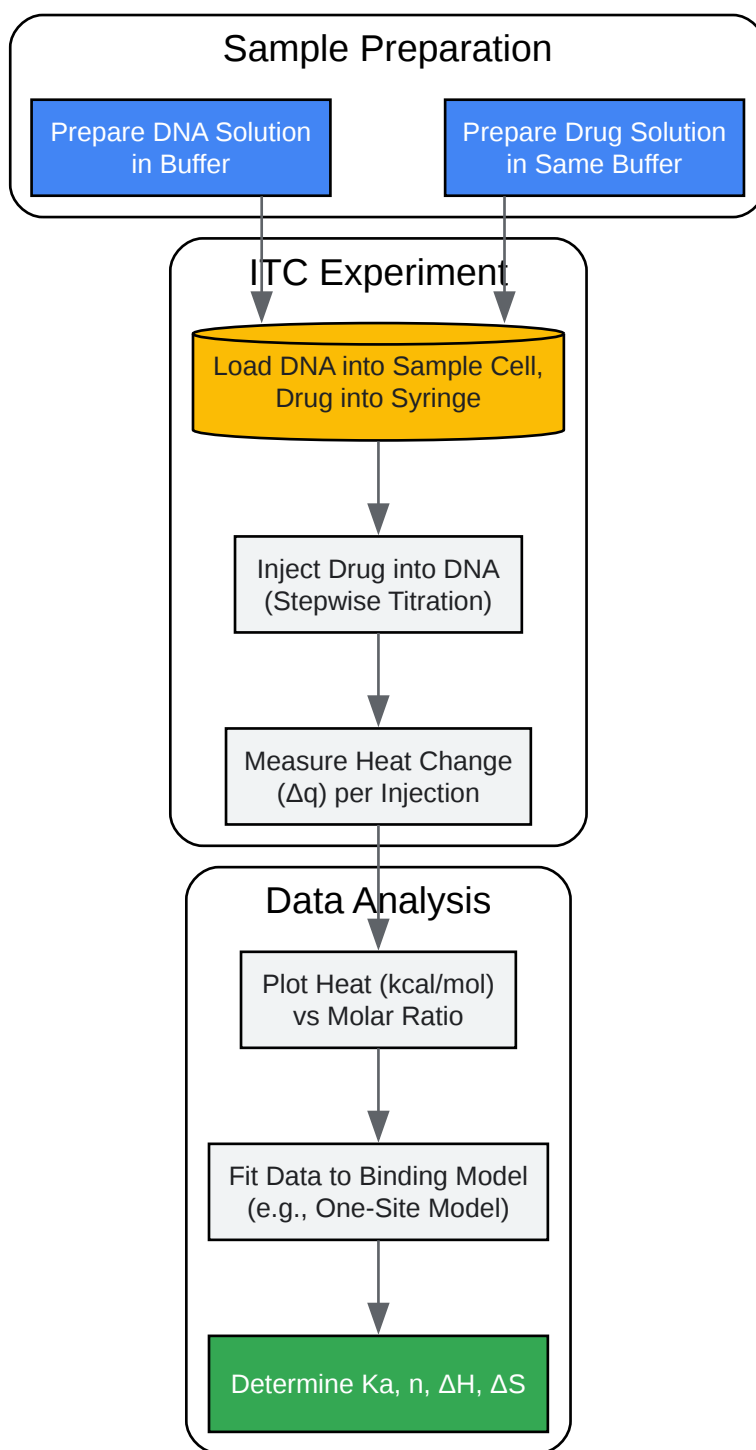 Sample Preparation
Prepare DNA Solution
in Buffer
Prepare Drug Solution
in Same Buffer
ITC Experiment
Load DNA into Sample Cell,
Drug into Syringe
Inject Drug into DNA
(Stepwise Titration)
Measure Heat Change
(Δq) per Injection
Data Analysis
Plot Heat (kcal/mol)
vs Molar Ratio
Fit Data to Binding Model
(e.g., One-Site Model)
Determine Ka, n, ΔH, ΔS